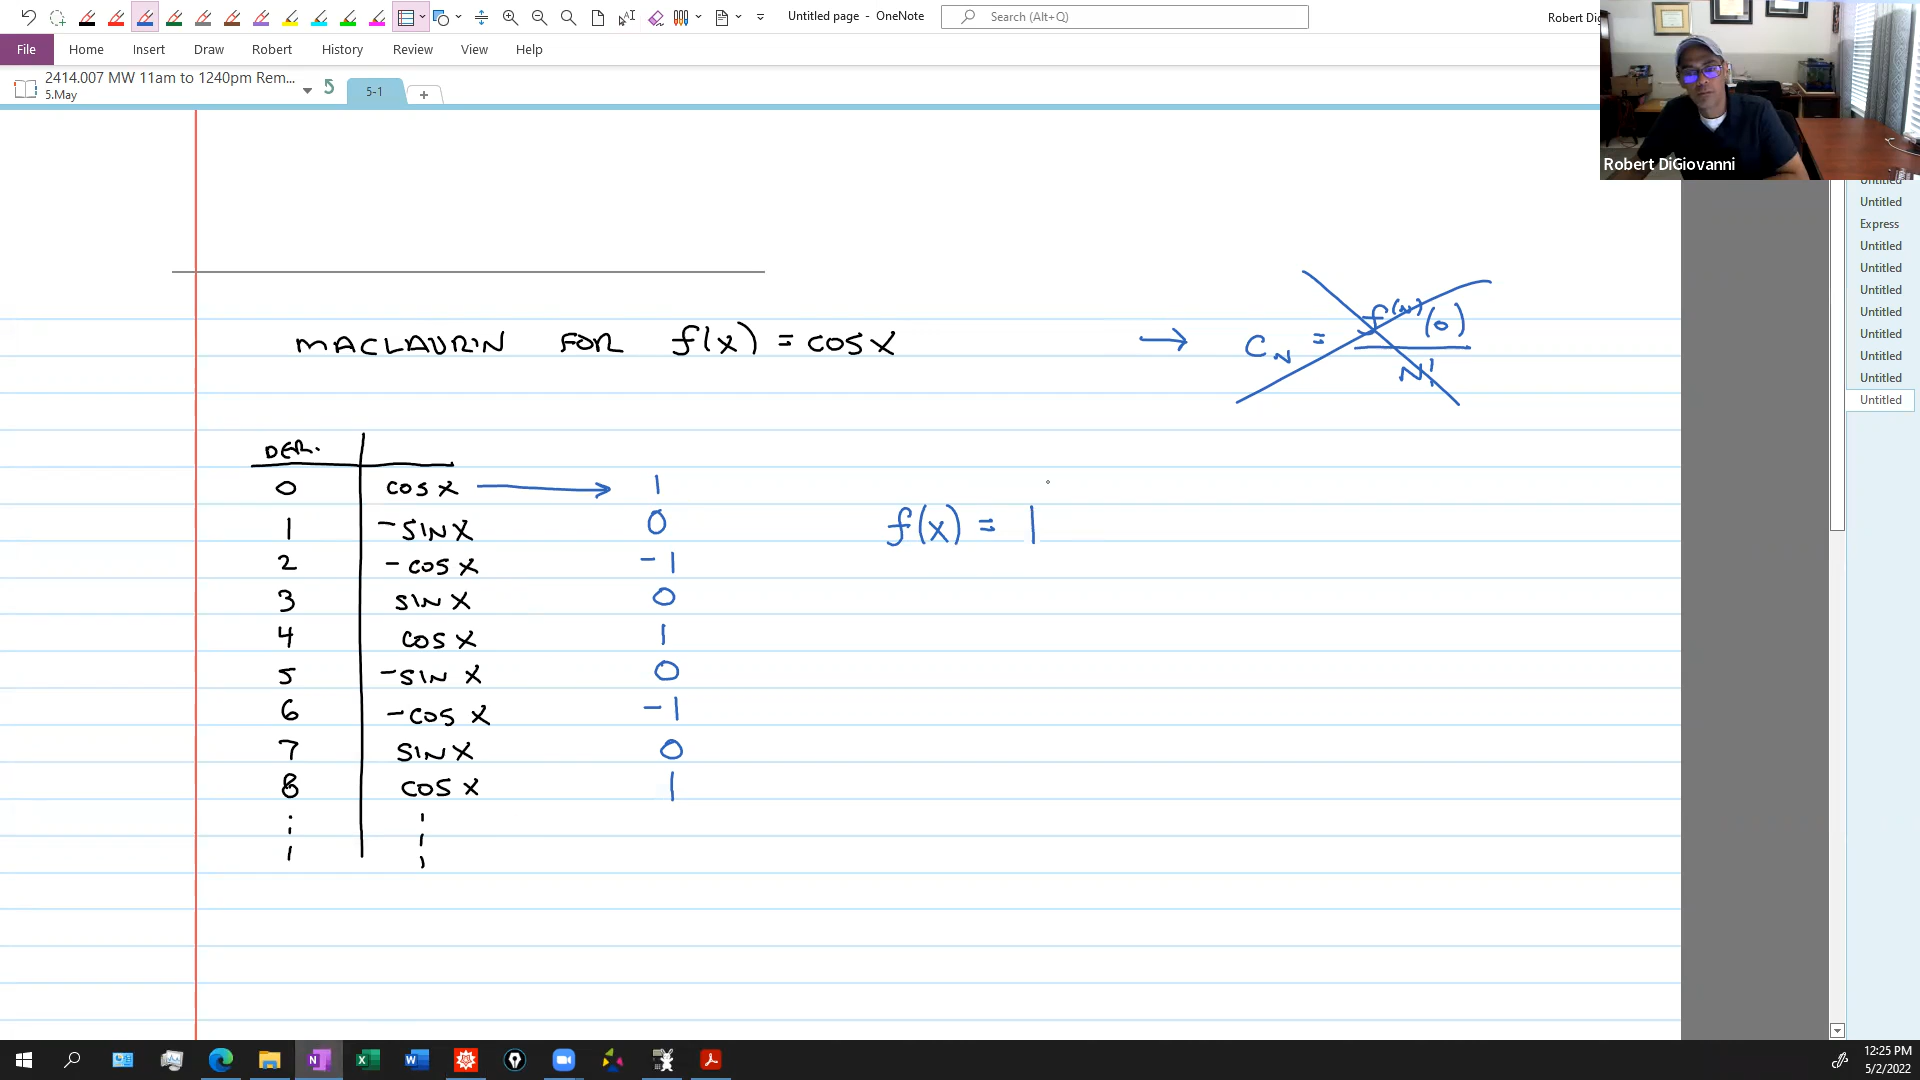 Untitled page - OneNote
Search (Alt+Q)
File Home Insert Draw Robert History Review View Help
2414.007 MW 11am to 1240pm Rem...
5.May
5-1
Robert DiGiovanni
Untitled
Untitled
Express
Untitled
Untitled
Untitled
Untitled
Untitled
Untitled
Untitled
Untitled
MACLAURIN FOR f(x) = COS X → C_N = f^(N)(0) / N!
DER.
0 COS X → 1
f(x) = 1
1 -SIN X 0
2 -COS X -1
3 SIN X 0
4 COS X 1
5 -SIN X 0
6 -COS X -1
7 SIN X 0
8 COS X 1
12:25 PM
5/2/2022